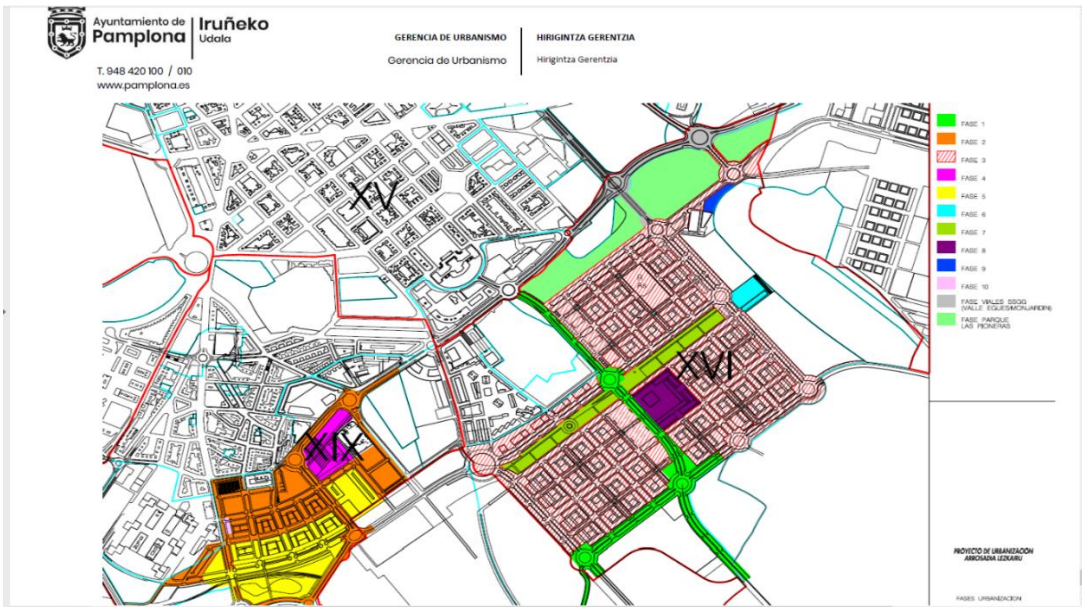 Ayuntamiento de
Pamplona
Iruñeko
Udala
T. 948 420 100 / 010
www.pamplona.es
GERENCIA DE URBANISMO
Gerencia de Urbanismo
HIRIGINTZA GERENTZIA
Hirigintza Gerentzia
XV
XVI
XIX
FASE 1
FASE 2
FASE 3
FASE 4
FASE 5
FASE 6
FASE 7
FASE 8
FASE 9
FASE 10
FASE VIALES SSGG
(VALLE EGUES/MONJARDIN)
FASE PARQUE
LAS PIONERAS
PROYECTO DE URBANIZACIÓN
ARROSADIA LEZKAIRU
FASES URBANIZACION